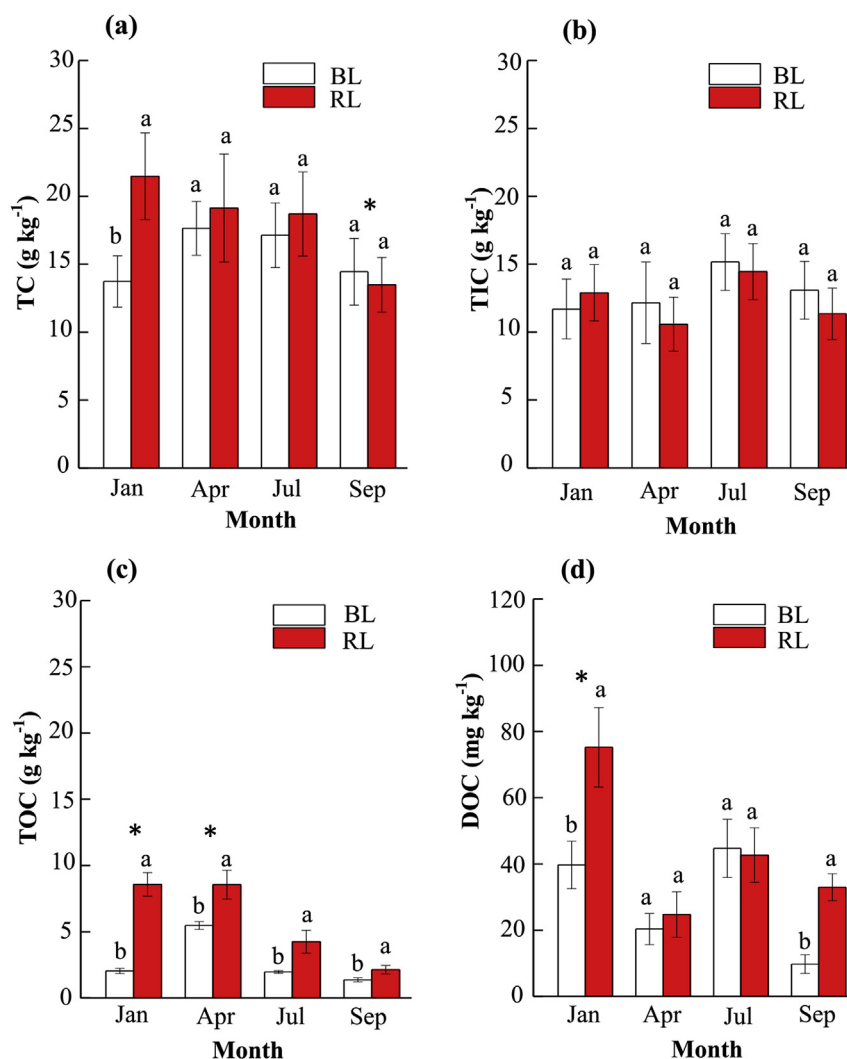 (a)
30
25
20
15
10
5
0
TC (g kg⁻¹)
BL
RL
b a a a a a a a *
Jan Apr Jul Sep
Month
(b)
30
25
20
15
10
5
0
TIC (g kg⁻¹)
BL
RL
a a a a a a a a
Jan Apr Jul Sep
Month
(c)
30
25
20
15
10
5
0
TOC (g kg⁻¹)
BL
RL
* *
b a b a b a b a
Jan Apr Jul Sep
Month
(d)
120
100
80
60
40
20
0
DOC (mg kg⁻¹)
BL
RL
*
b a a a a a b a
Jan Apr Jul Sep
Month